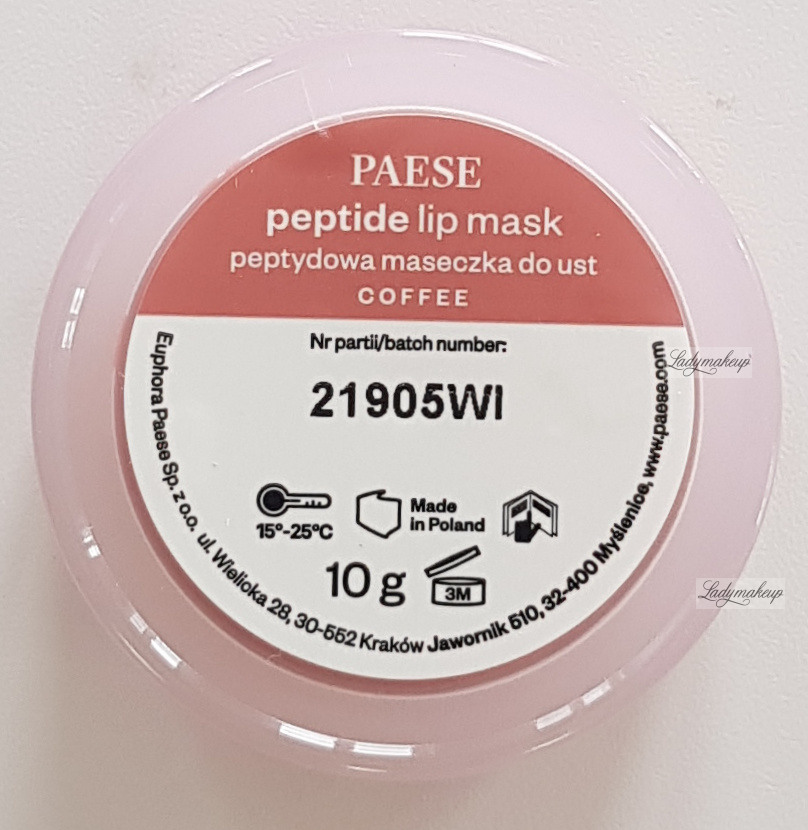 PAESE
peptide lip mask
peptydowa maseczka do ust
COFFEE
Nr partii/batch number:
21905WI
15°-25°C
Made
in Poland
10 g
3M
Euphora Paese Sp. z o.o. ul. Wielicka 28, 30-552 Kraków Jawornik 510, 32-400 Myślenice, www.paese.com
Ladymakeup
Ladymakeup